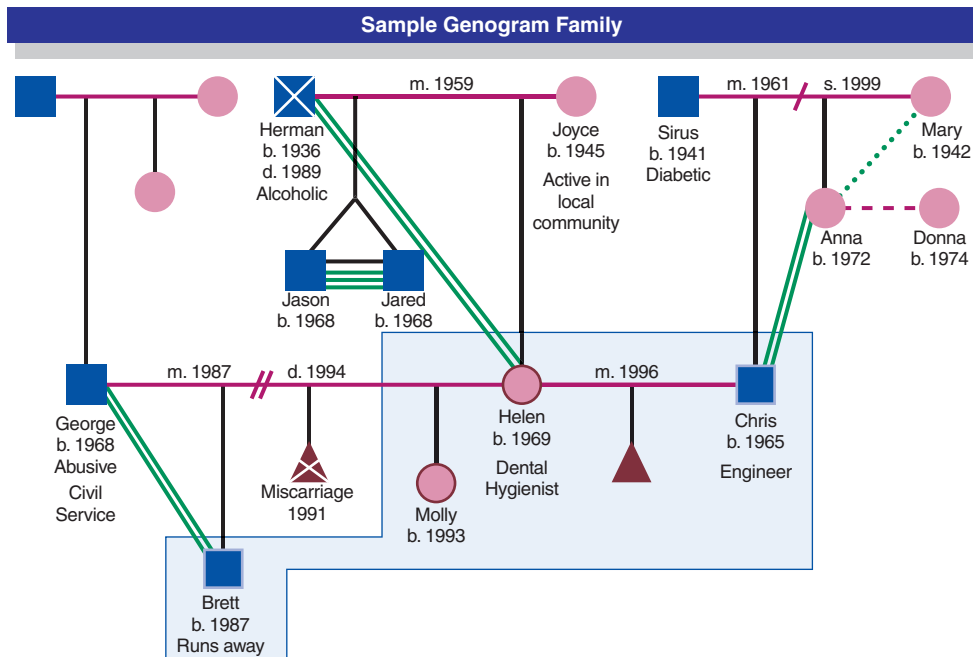 Sample Genogram Family
m. 1959
m. 1961
s. 1999
Herman
b. 1936
d. 1989
Alcoholic
Joyce
b. 1945
Active in
local
community
Sirus
b. 1941
Diabetic
Mary
b. 1942
Anna
b. 1972
Donna
b. 1974
Jason
b. 1968
Jared
b. 1968
m. 1987
d. 1994
m. 1996
George
b. 1968
Abusive
Civil
Service
Miscarriage
1991
Molly
b. 1993
Helen
b. 1969
Dental
Hygienist
Chris
b. 1965
Engineer
Brett
b. 1987
Runs away